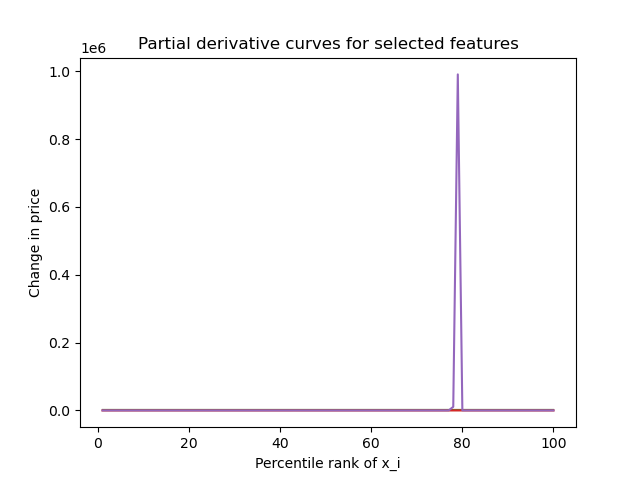 Partial derivative curves for selected features
1e6
1.0
0.8
0.6
0.4
0.2
0.0
Change in price
0 20 40 60 80 100
Percentile rank of x_i